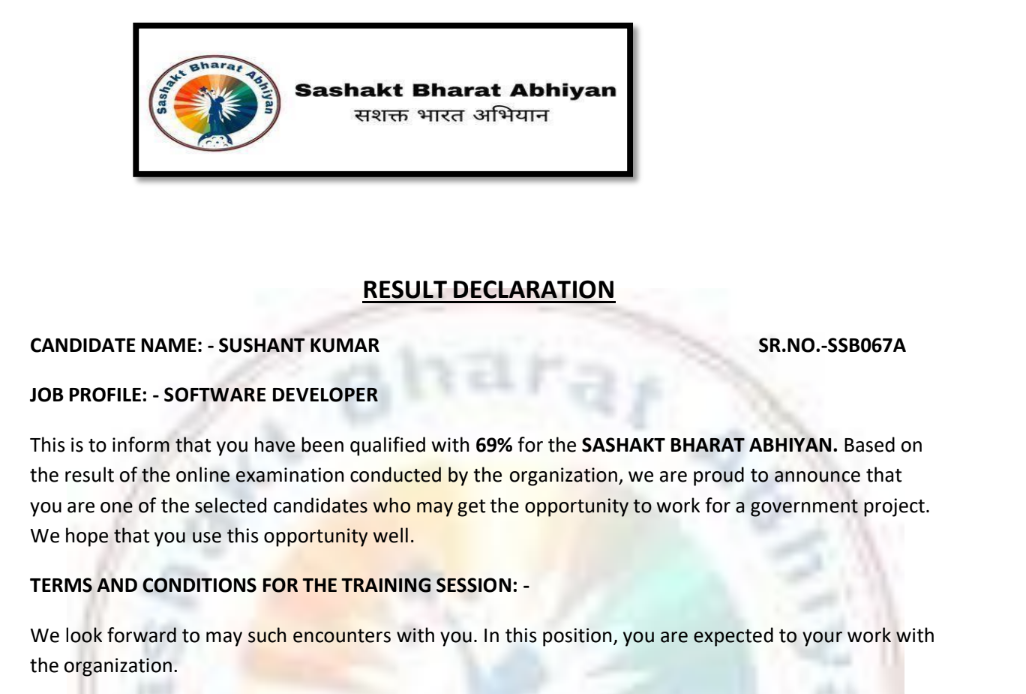 Sashakt Bharat Abhiyan
Sashakt Bharat Abhiyan
सशक्त भारत अभियान
RESULT DECLARATION
CANDIDATE NAME: - SUSHANT KUMAR SR.NO.-SSB067A
JOB PROFILE: - SOFTWARE DEVELOPER
This is to inform that you have been qualified with 69% for the SASHAKT BHARAT ABHIYAN. Based on
the result of the online examination conducted by the organization, we are proud to announce that
you are one of the selected candidates who may get the opportunity to work for a government project.
We hope that you use this opportunity well.
TERMS AND CONDITIONS FOR THE TRAINING SESSION: -
We look forward to may such encounters with you. In this position, you are expected to your work with
the organization.
Sashakt Bharat Abhiyan